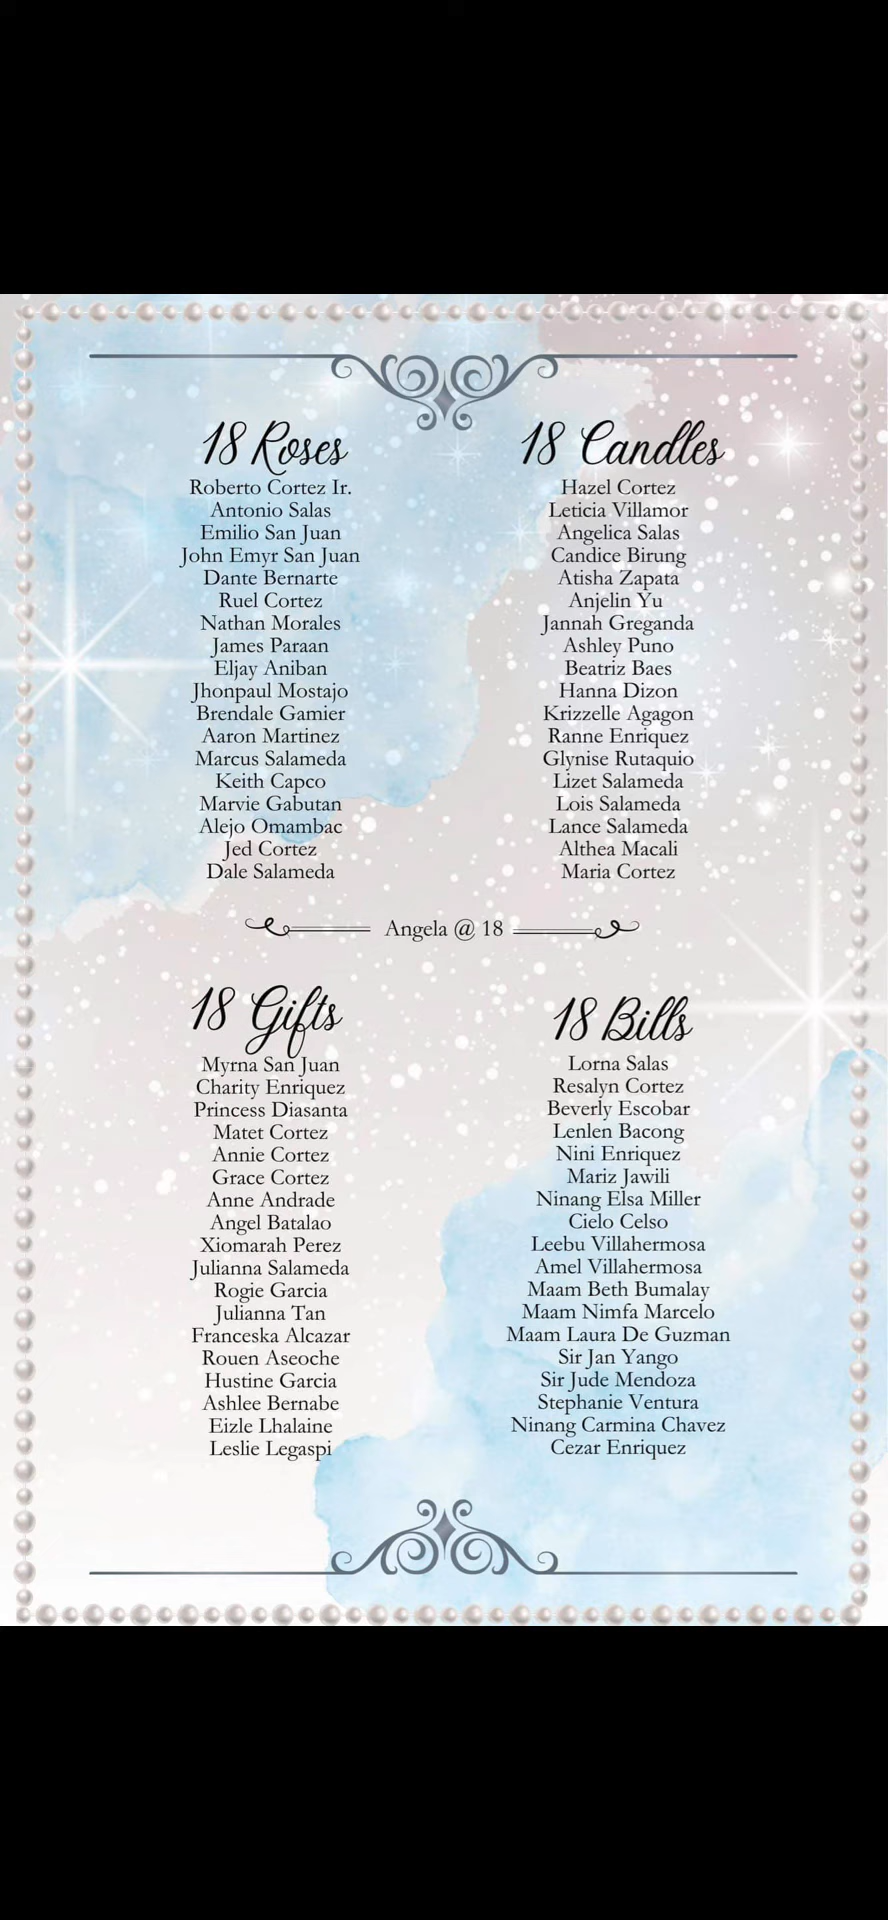 18 Roses
Roberto Cortez Ir.
Antonio Salas
Emilio San Juan
John Emyr San Juan
Dante Bernarte
Ruel Cortez
Nathan Morales
James Paraan
Eljay Aniban
Jhonpaul Mostajo
Brendale Gamier
Aaron Martinez
Marcus Salameda
Keith Capco
Marvie Gabutan
Alejo Omambac
Jed Cortez
Dale Salameda
18 Candles
Hazel Cortez
Leticia Villamor
Angelica Salas
Candice Birung
Atisha Zapata
Anjelin Yu
Jannah Greganda
Ashley Puno
Beatriz Baes
Hanna Dizon
Krizzelle Agagon
Ranne Enriquez
Glynise Rutaquio
Lizet Salameda
Lois Salameda
Lance Salameda
Althea Macali
Maria Cortez
Angela @ 18
18 Gifts
Myrna San Juan
Charity Enriquez
Princess Diasanta
Matet Cortez
Annie Cortez
Grace Cortez
Anne Andrade
Angel Batalao
Xiomarah Perez
Julianna Salameda
Rogie Garcia
Julianna Tan
Franceska Alcazar
Rouen Aseoche
Hustine Garcia
Ashlee Bernabe
Eizle Lhalaine
Leslie Legaspi
18 Bills
Lorna Salas
Resalyn Cortez
Beverly Escobar
Lenlen Bacong
Nini Enriquez
Mariz Jawili
Ninang Elsa Miller
Cielo Celso
Leebu Villahermosa
Amel Villahermosa
Maam Beth Bumalay
Maam Nimfa Marcelo
Maam Laura De Guzman
Sir Jan Yango
Sir Jude Mendoza
Stephanie Ventura
Ninang Carmina Chavez
Cezar Enriquez